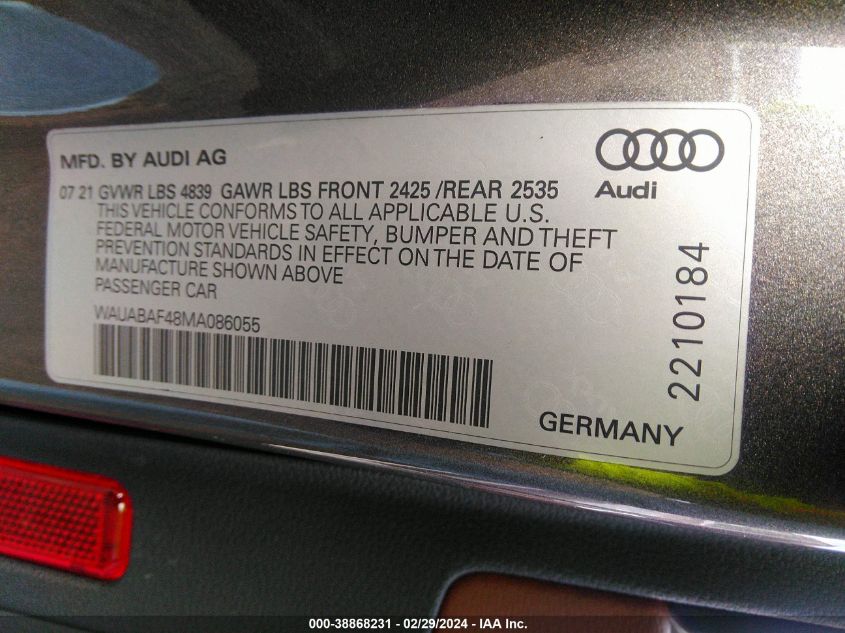 MFD. BY AUDI AG
Audi
07 21 GVWR LBS 4839 GAWR LBS FRONT 2425 /REAR 2535
THIS VEHICLE CONFORMS TO ALL APPLICABLE U.S.
FEDERAL MOTOR VEHICLE SAFETY, BUMPER AND THEFT
PREVENTION STANDARDS IN EFFECT ON THE DATE OF
MANUFACTURE SHOWN ABOVE
PASSENGER CAR
WAUABAF48MA086055
2210184
GERMANY
000-38868231 - 02/29/2024 - IAA Inc.